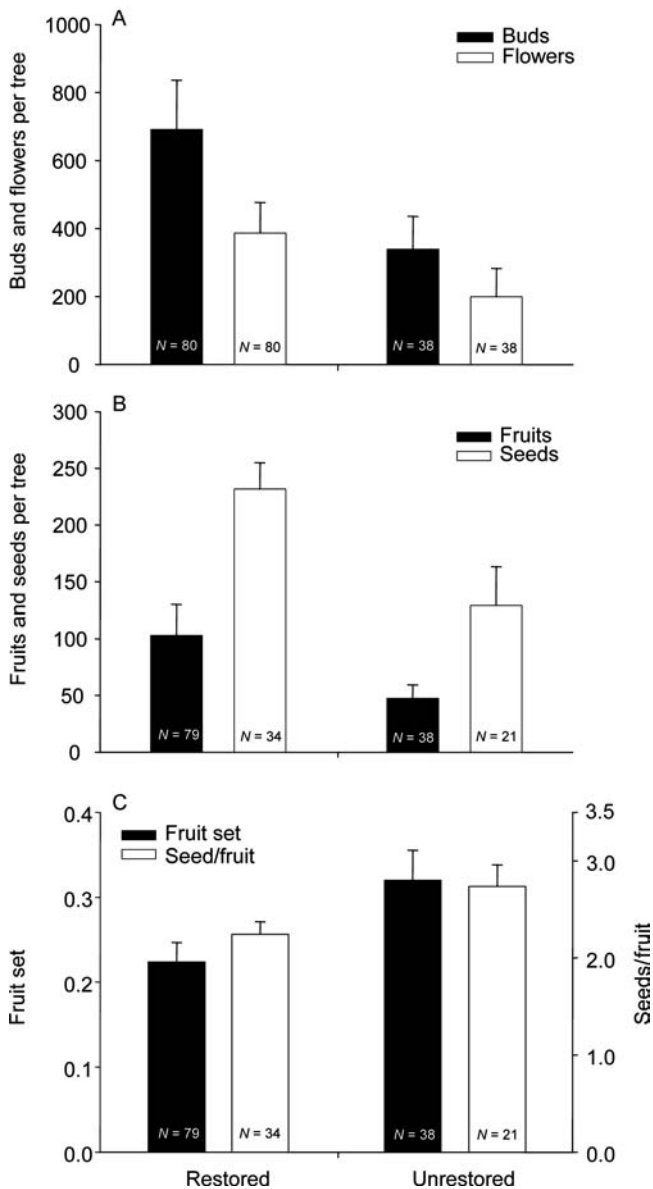 A
Buds
Flowers
Buds and flowers per tree
1000
800
600
400
200
0
N = 80
N = 80
N = 38
N = 38
B
Fruits
Seeds
Fruits and seeds per tree
300
250
200
150
100
50
0
N = 79
N = 34
N = 38
N = 21
C
Fruit set
Seed/fruit
Fruit set
0.4
0.3
0.2
0.1
0.0
N = 79
N = 34
N = 38
N = 21
3.5
3.0
2.0
1.0
0.0
Seeds/fruit
Restored
Unrestored